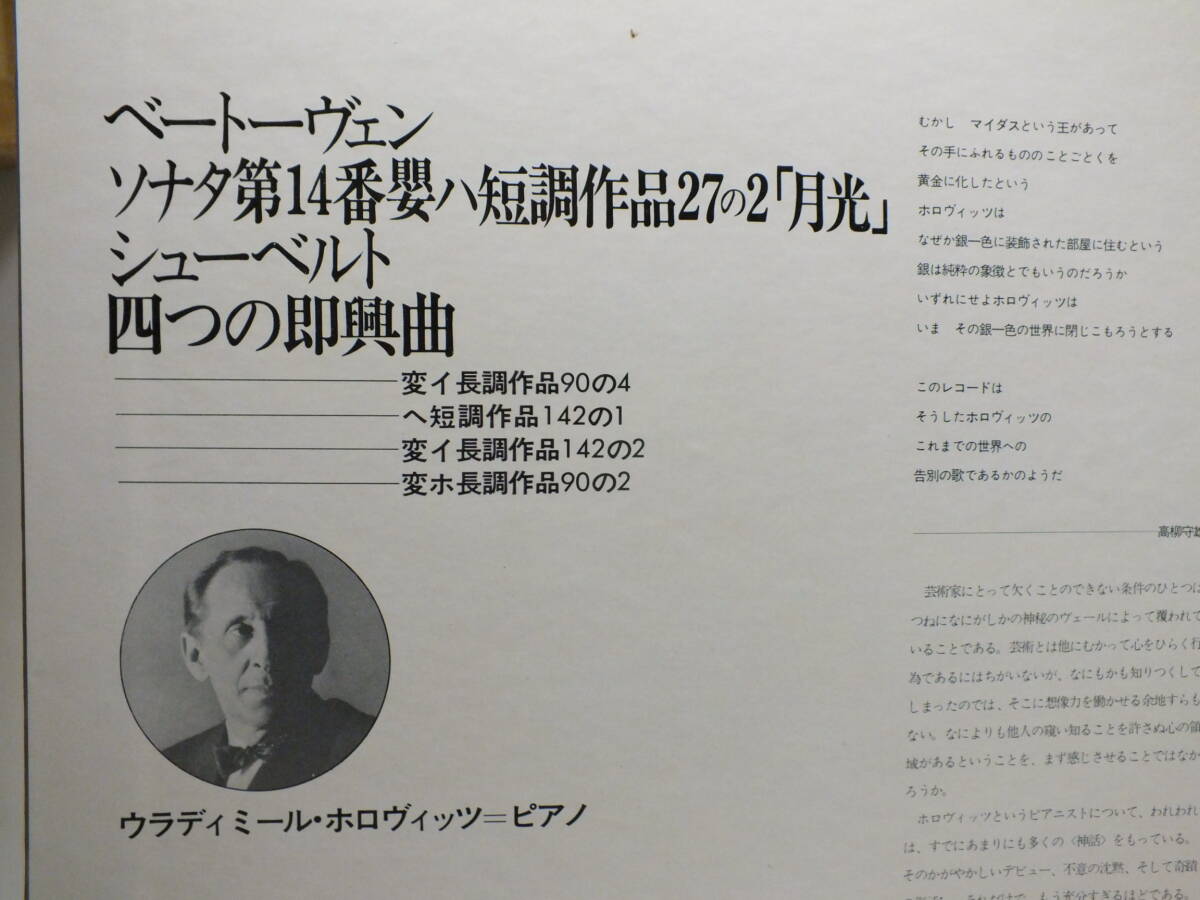 ベートーヴェン
ソナタ第14番嬰ハ短調作品27の2「月光」
シューベルト
四つの即興曲
変イ長調作品90の4
ヘ短調作品142の1
変イ長調作品142の2
変ホ長調作品90の2
ウラディミール・ホロヴィッツ=ピアノ
むかし　マイダスという王があって
その手にふれるもののことごとくを
黄金に化したという
ホロヴィッツは
なぜか銀一色に装飾された部屋に住むという
銀は純粋の象徴とでもいうのだろうか
いずれにせよホロヴィッツは
いま　その銀一色の世界に閉じこもろうとする
このレコードは
そうしたホロヴィッツの
これまでの世界への
告別の歌であるかのようだ
高柳守雄
芸術家にとって欠くことのできない条件のひとつは
つねになにがしかの神秘のヴェールによって覆われて
いることである。芸術とは他にむかって心をひらく行
為であるにはちがいないが、なにもかも知りつくして
しまったのでは、そこに想像力を働かせる余地すらも
ない。なによりも他人の窺い知ることを許さぬ心の領
域があるということを、まず感じさせることではなか
ろうか。
ホロヴィッツというピアニストについて、われわれ
は、すでにあまりにも多くの〈神話〉をもっている。
そのかがやかしいデビュー、不意の沈黙、そして奇蹟
それだけで、もう充分すぎるほどである。